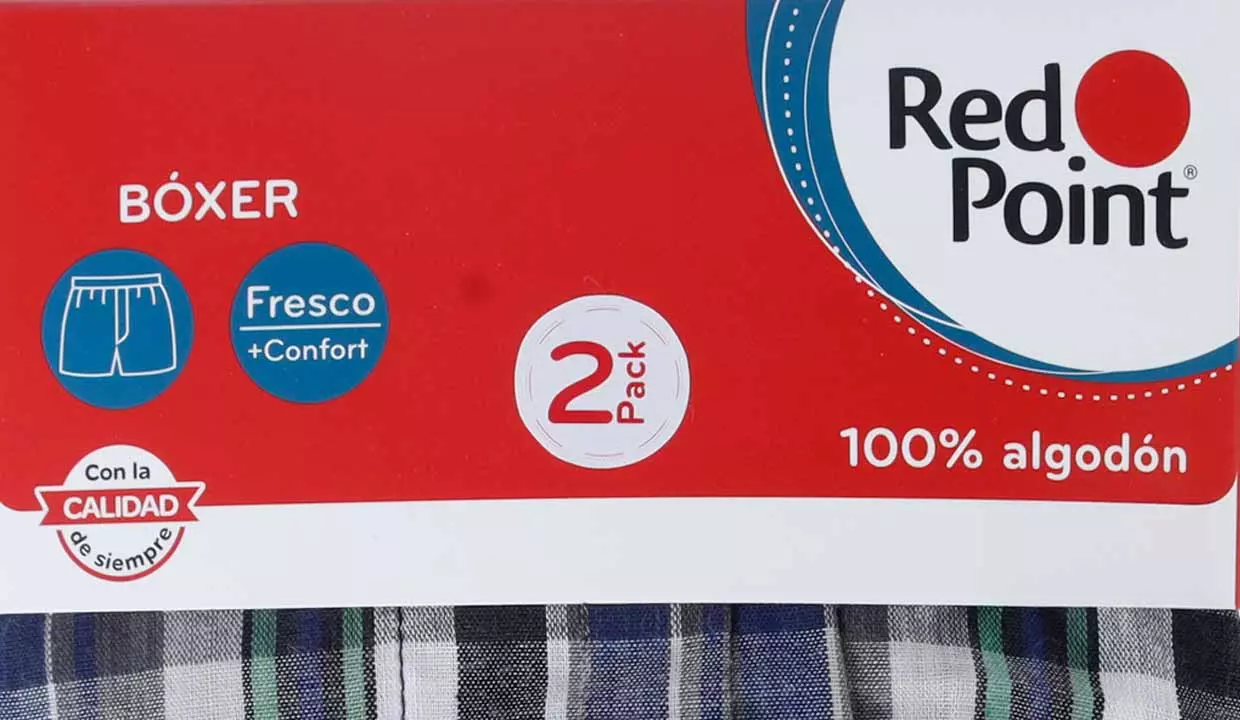 Red
Point®
BÓXER
Fresco
+Confort
2
Pack
100% algodón
Con la
CALIDAD
de siempre